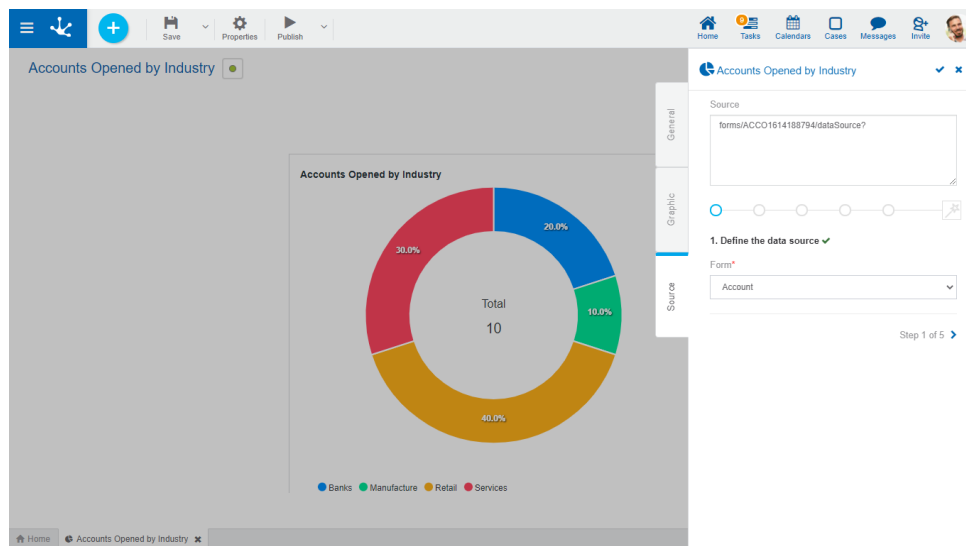 Save
Properties
Publish
Home
Tasks
Calendars
Cases
Messages
Invite
0
Accounts Opened by Industry
Accounts Opened by Industry
Source
forms/ACCO1614188794/dataSource?
General
Graphic
Source
Accounts Opened by Industry
20.0%
30.0%
10.0%
40.0%
Total
10
Banks
Manufacture
Retail
Services
1. Define the data source
Form*
Account
Step 1 of 5
Home
Accounts Opened by Industry